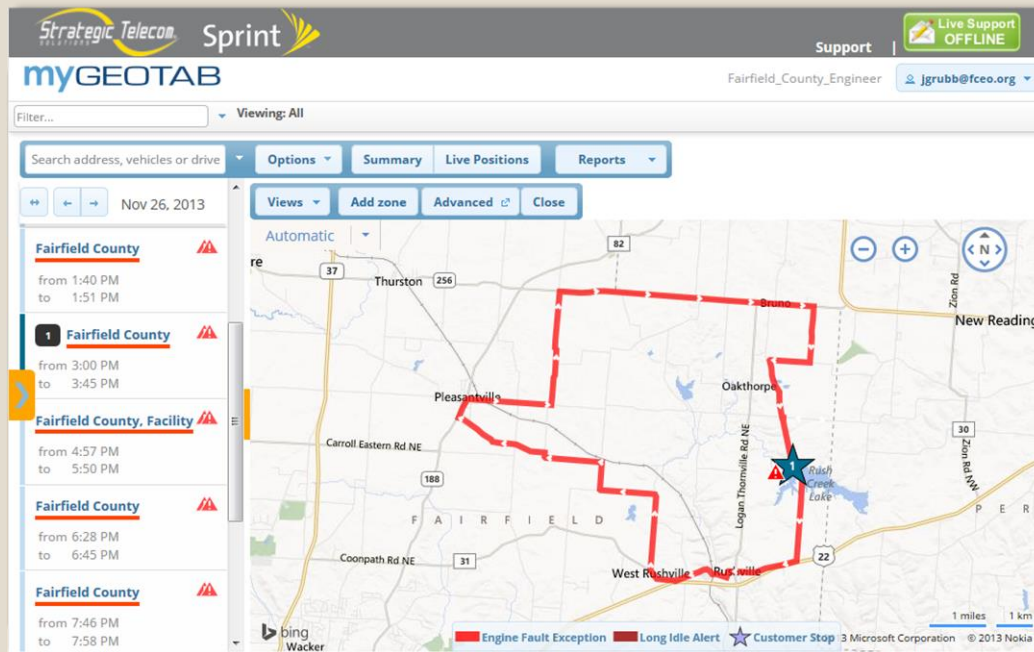 Strategic Telecom
SOLUTIONS
Sprint
Support |
Live Support
OFFLINE
myGEOTAB
Fairfield_County_Engineer
jgrubb@fceo.org
Filter...
Viewing: All
Search address, vehicles or drive
Options
Summary
Live Positions
Reports
Nov 26, 2013
Views
Add zone
Advanced
Close
Fairfield County
from 1:40 PM
to 1:51 PM
1 Fairfield County
from 3:00 PM
to 3:45 PM
Fairfield County, Facility
from 4:57 PM
to 5:50 PM
Fairfield County
from 6:28 PM
to 6:45 PM
Fairfield County
from 7:46 PM
to 7:58 PM
Automatic
re
37
Thurston
256
82
N
Zion Rd
Bruno
New Reading
Oakthorpe
Pleasantville
Carroll Eastern Rd NE
188
Logan Thornville Rd NE
1
Rush
Creek
Lake
30
Zion Rd NW
FAIRFIELD
PER
Coonpath Rd NE
31
West Rushville
Rushville
22
1 miles
1 km
bing
Wacker
Engine Fault Exception
Long Idle Alert
Customer Stop
3 Microsoft Corporation
© 2013 Nokia